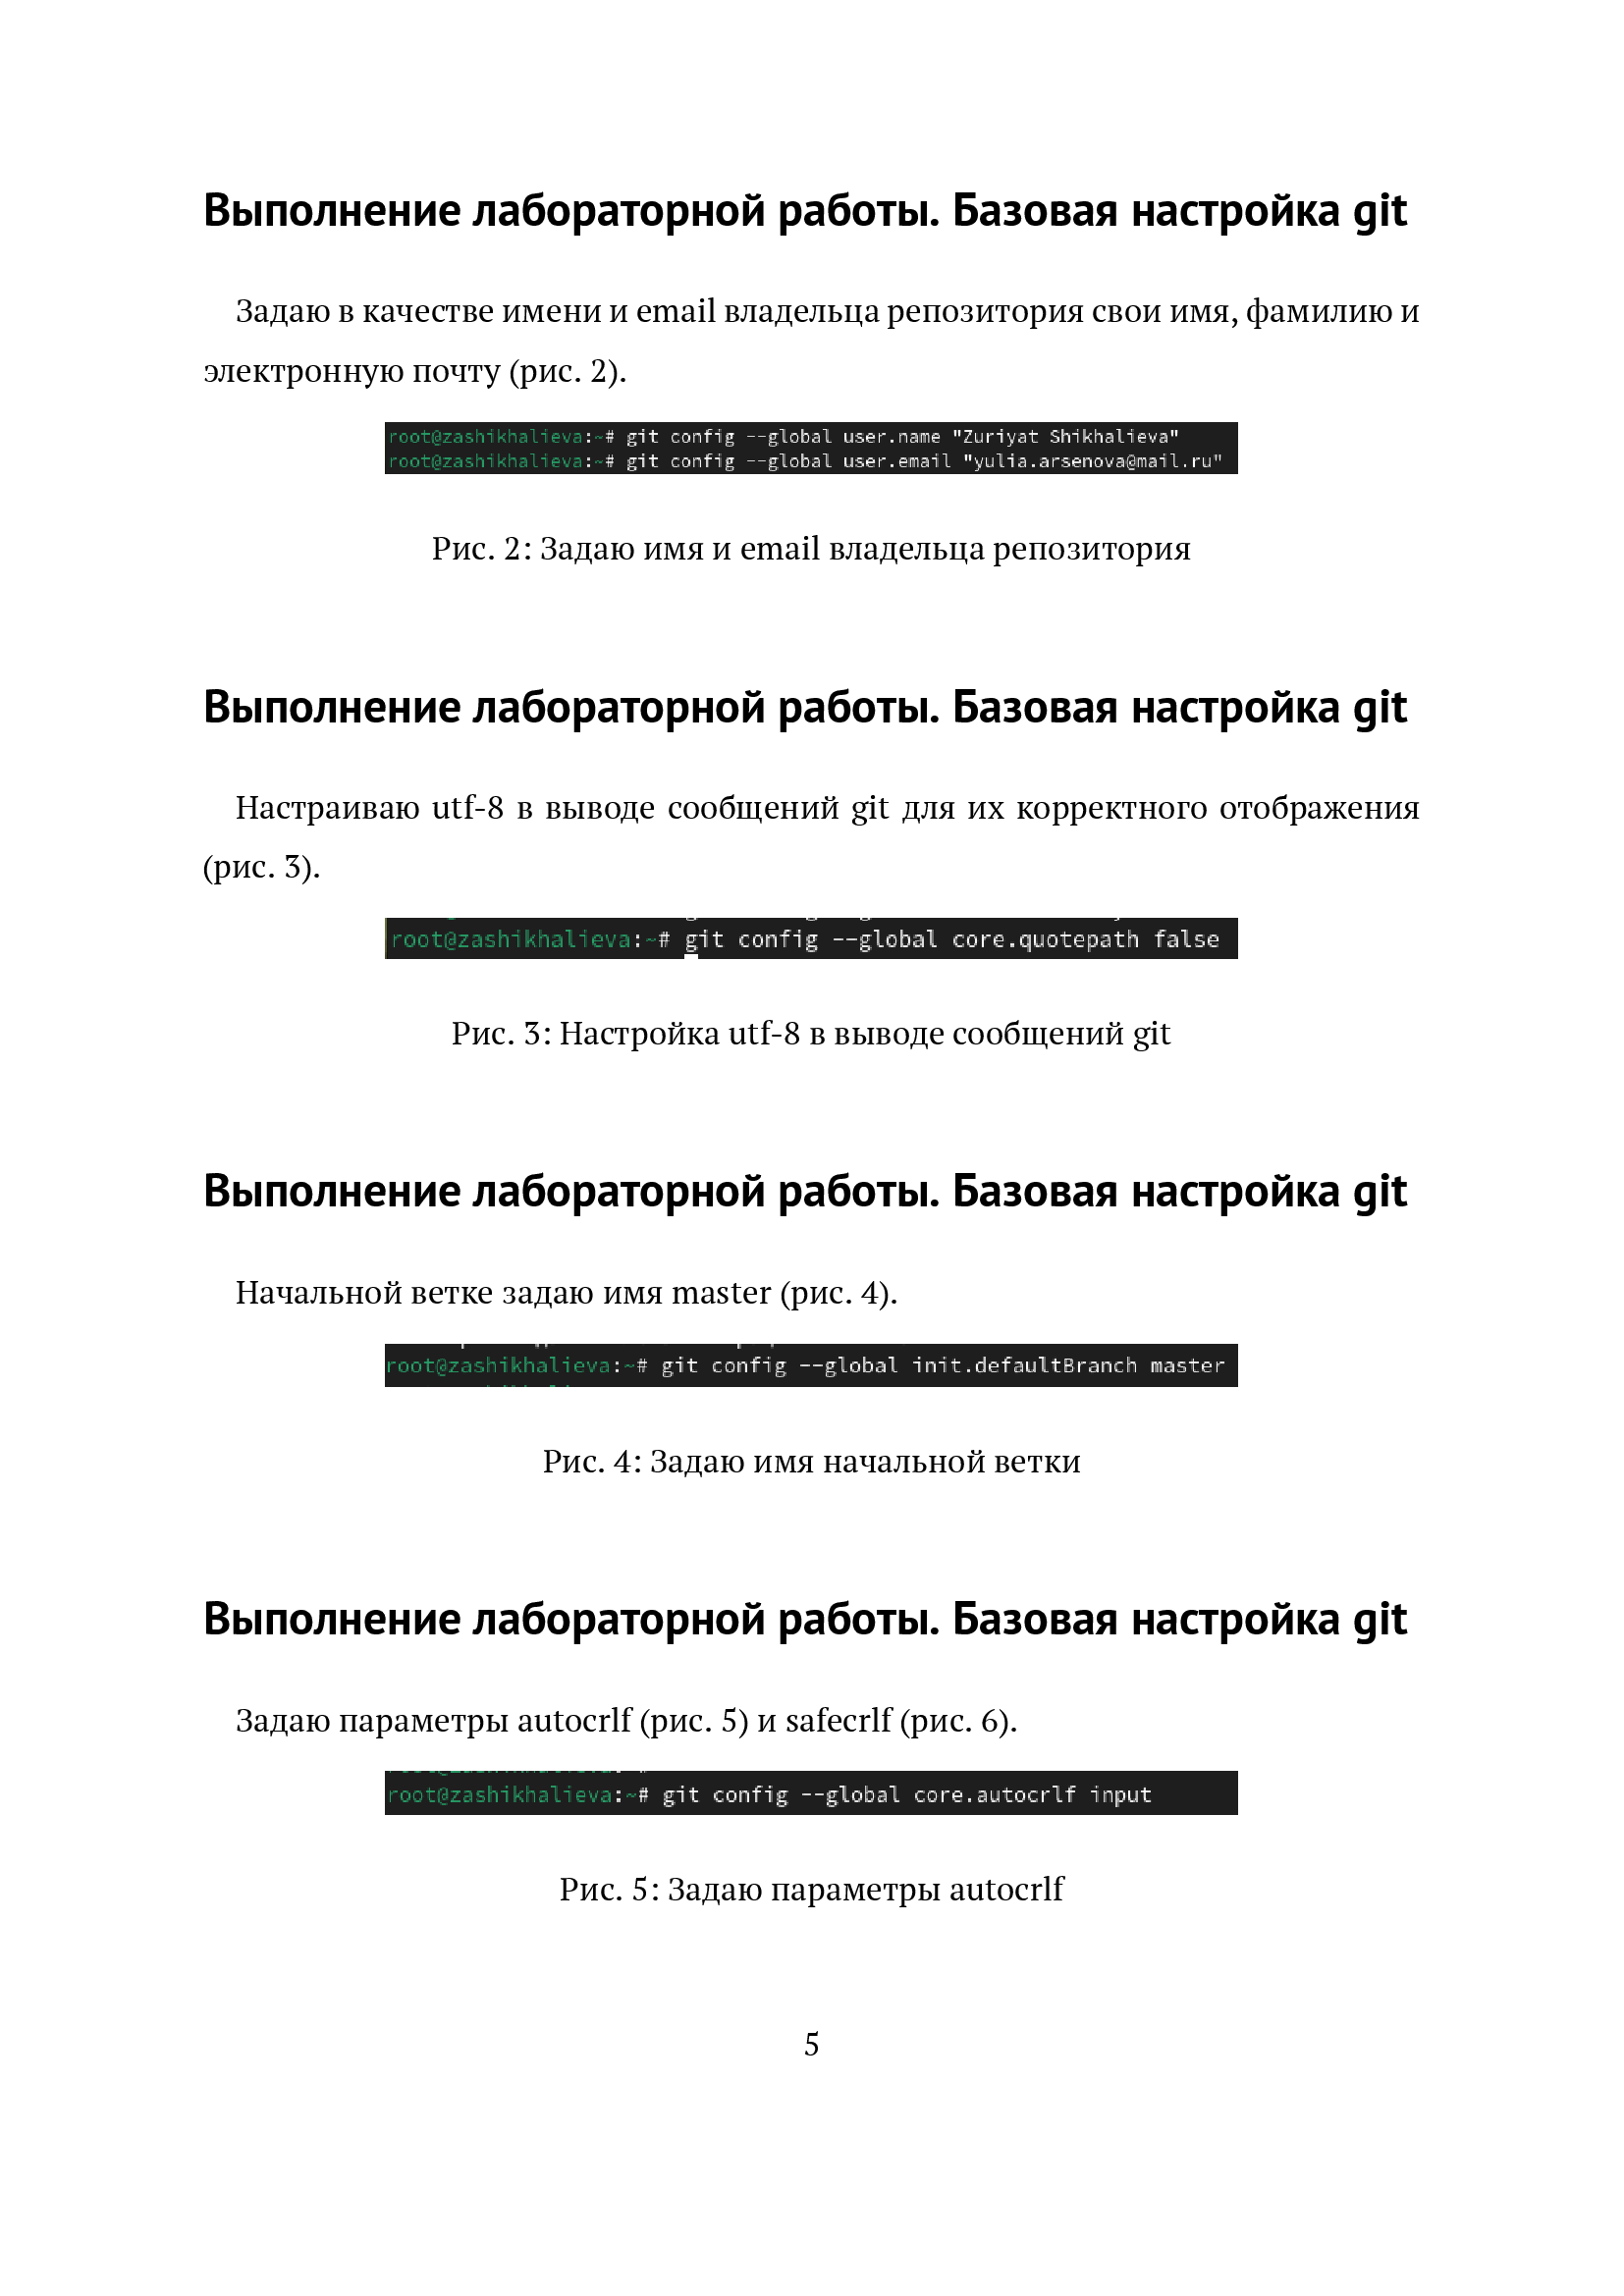 Выполнение лабораторной работы. Базовая настройка git
Задаю в качестве имени и email владельца репозитория свои имя, фамилию и
электронную почту (рис. 2).
root@zashikhalieva:~# git config --global user.name "Zuriyat Shikhalieva"
root@zashikhalieva:~# git config --global user.email "yulia.arsenova@mail.ru"
Рис. 2: Задаю имя и email владельца репозитория
Выполнение лабораторной работы. Базовая настройка git
Настраиваю utf-8 в выводе сообщений git для их корректного отображения
(рис. 3).
root@zashikhalieva:~# git config --global core.quotepath false
Рис. 3: Настройка utf-8 в выводе сообщений git
Выполнение лабораторной работы. Базовая настройка git
Начальной ветке задаю имя master (рис. 4).
root@zashikhalieva:~# git config --global init.defaultBranch master
Рис. 4: Задаю имя начальной ветки
Выполнение лабораторной работы. Базовая настройка git
Задаю параметры autocrlf (рис. 5) и safecrlf (рис. 6).
root@zashikhalieva:~# git config --global core.autocrlf input
Рис. 5: Задаю параметры autocrlf
5